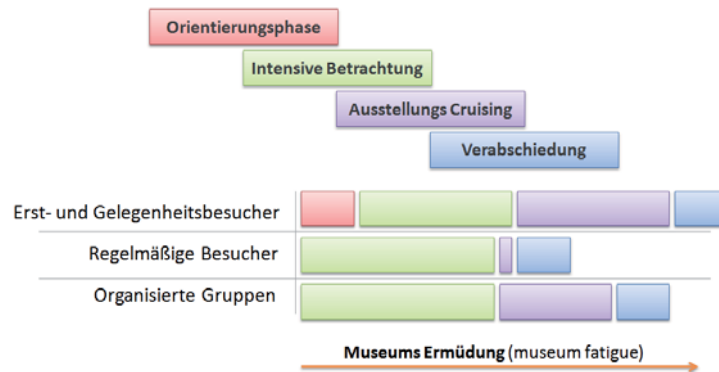 Orientierungsphase
Intensive Betrachtung
Ausstellungs Cruising
Verabschiedung
Erst- und Gelegenheitsbesucher
Regelmäßige Besucher
Organisierte Gruppen
Museums Ermüdung (museum fatigue)